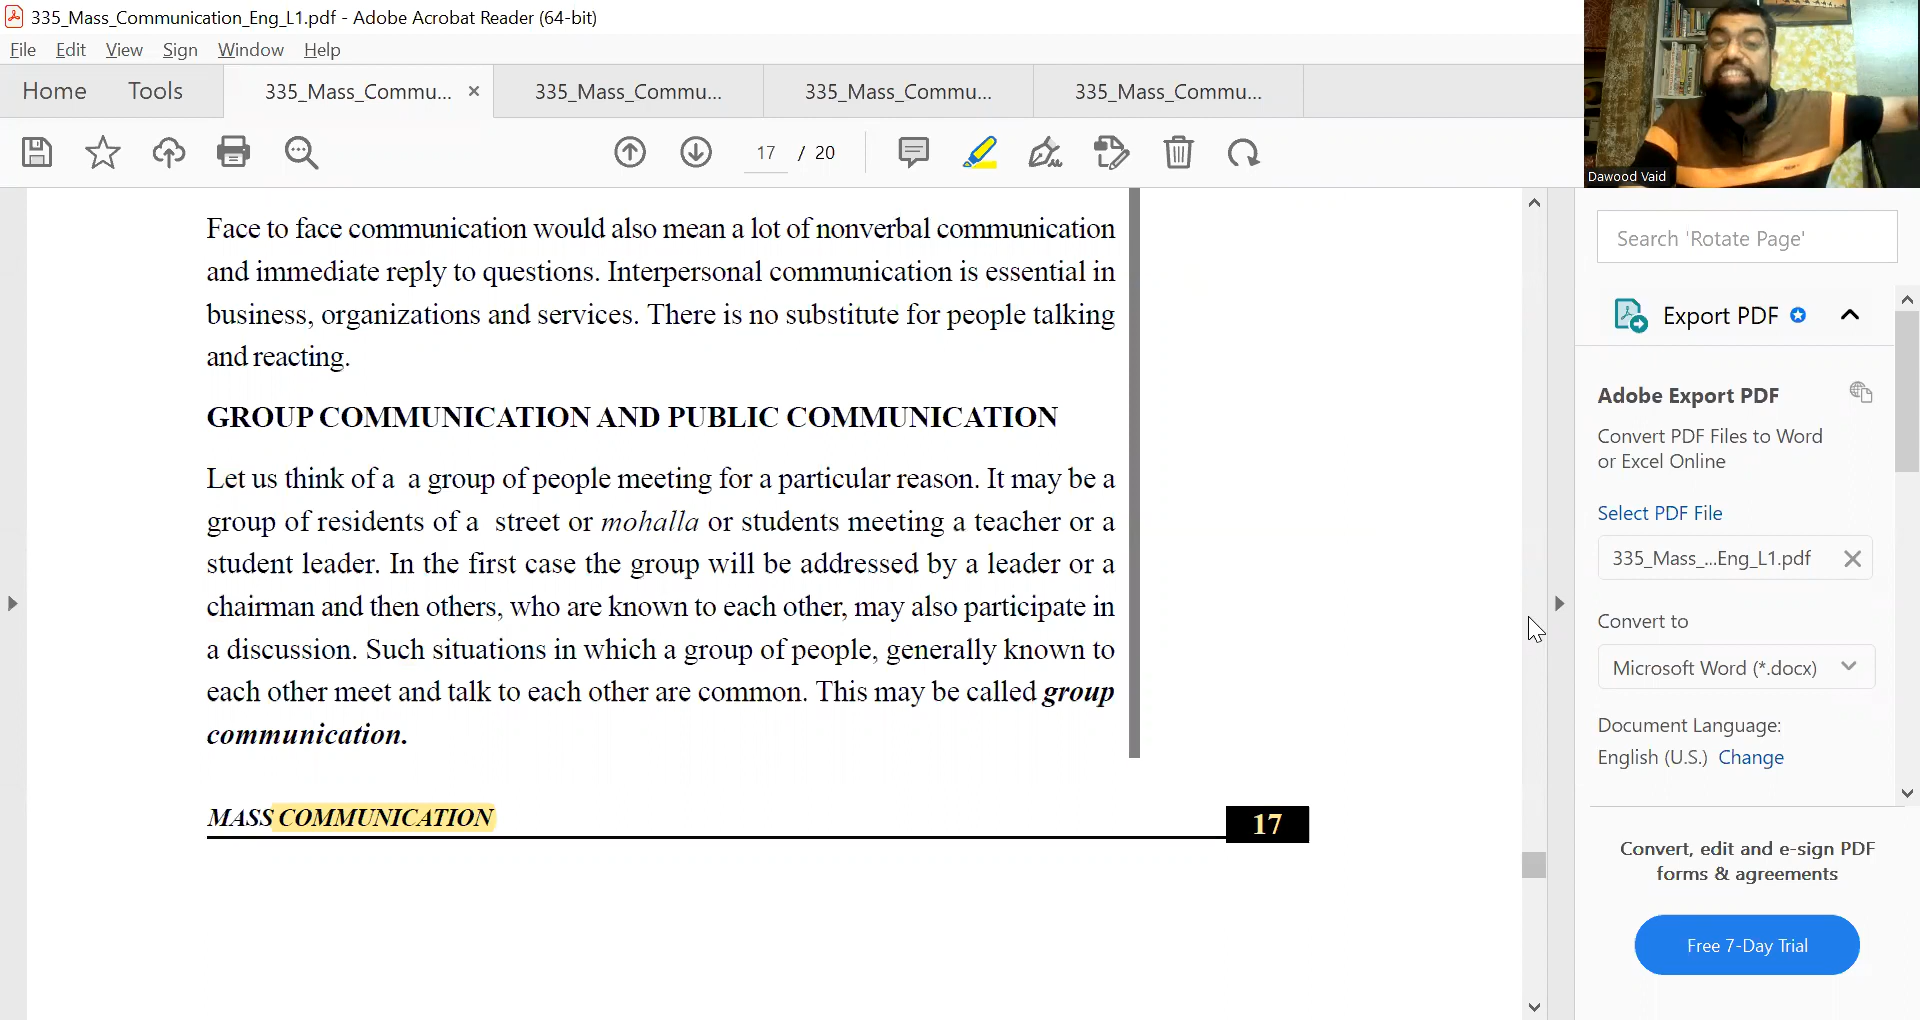 335_Mass_Communication_Eng_L1.pdf - Adobe Acrobat Reader (64-bit)
File Edit View Sign Window Help
Home Tools 335_Mass_Commu... × 335_Mass_Commu... 335_Mass_Commu... 335_Mass_Commu...
17 / 20
Dawood Vaid
Face to face communication would also mean a lot of nonverbal communication
and immediate reply to questions. Interpersonal communication is essential in
business, organizations and services. There is no substitute for people talking
and reacting.
GROUP COMMUNICATION AND PUBLIC COMMUNICATION
Let us think of a a group of people meeting for a particular reason. It may be a
group of residents of a street or mohalla or students meeting a teacher or a
student leader. In the first case the group will be addressed by a leader or a
chairman and then others, who are known to each other, may also participate in
a discussion. Such situations in which a group of people, generally known to
each other meet and talk to each other are common. This may be called group
communication.
MASS COMMUNICATION 17
Search 'Rotate Page'
Export PDF
Adobe Export PDF
Convert PDF Files to Word
or Excel Online
Select PDF File
335_Mass_...Eng_L1.pdf
Convert to
Microsoft Word (*.docx)
Document Language:
English (U.S.) Change
Convert, edit and e-sign PDF
forms & agreements
Free 7-Day Trial